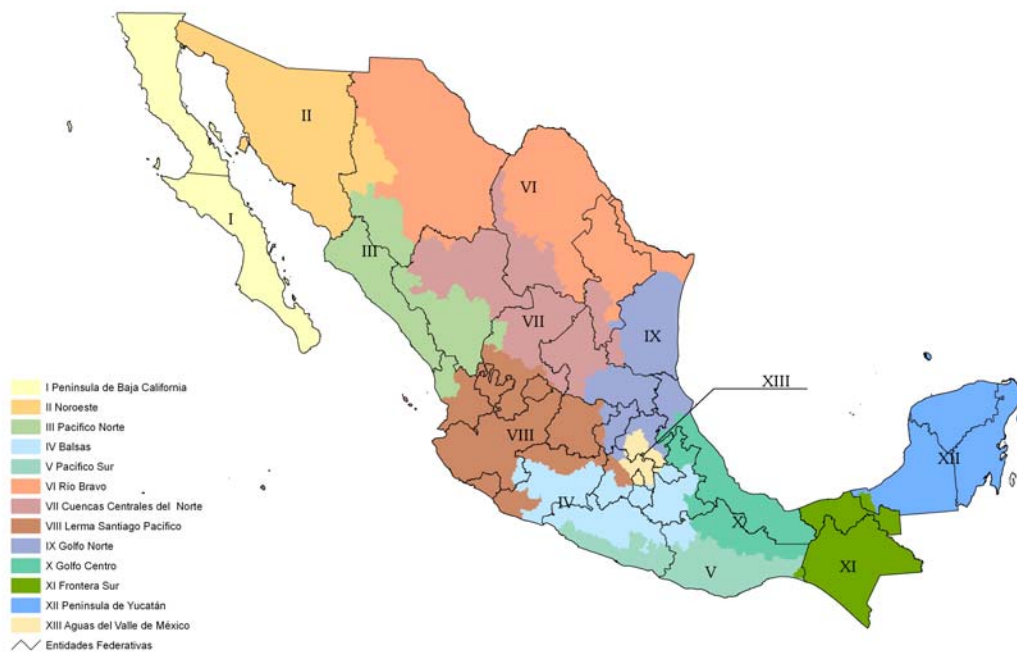 II
VI
I
III
VII
IX
XIII
VIII
XII
IV
X
V
XI
I Península de Baja California
II Noroeste
III Pacifico Norte
IV Balsas
V Pacifico Sur
VI Río Bravo
VII Cuencas Centrales del Norte
VIII Lerma Santiago Pacífico
IX Golfo Norte
X Golfo Centro
XI Frontera Sur
XII Península de Yucatán
XIII Aguas del Valle de México
Entidades Federativas